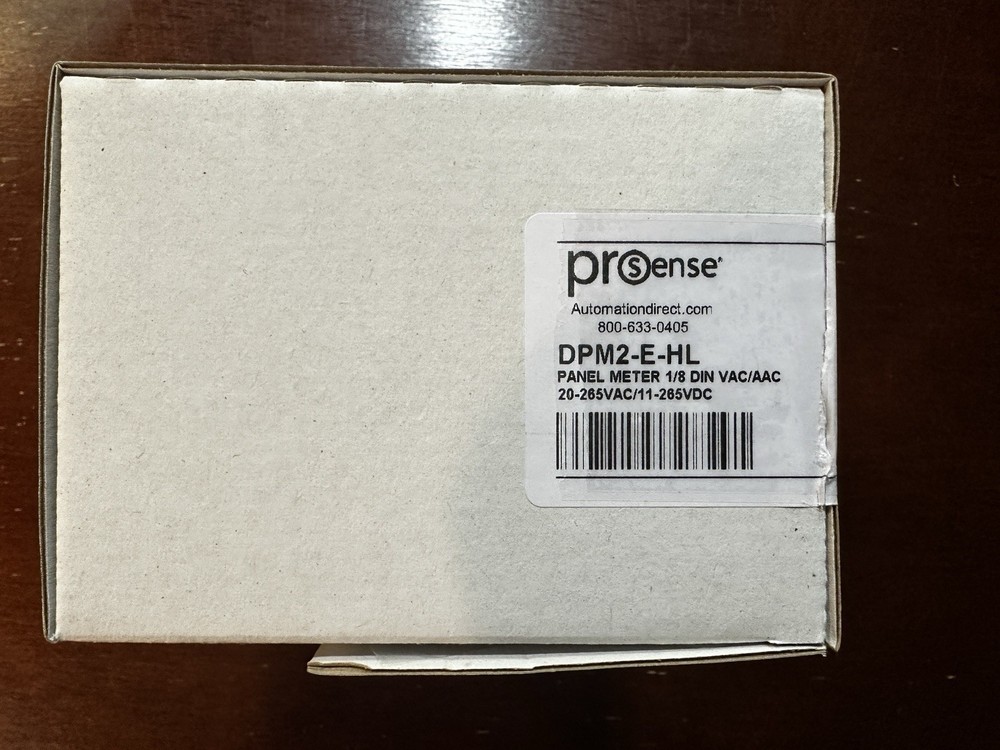 prosense®
Automationdirect.com
800-633-0405
DPM2-E-HL
PANEL METER 1/8 DIN VAC/AAC
20-265VAC/11-265VDC